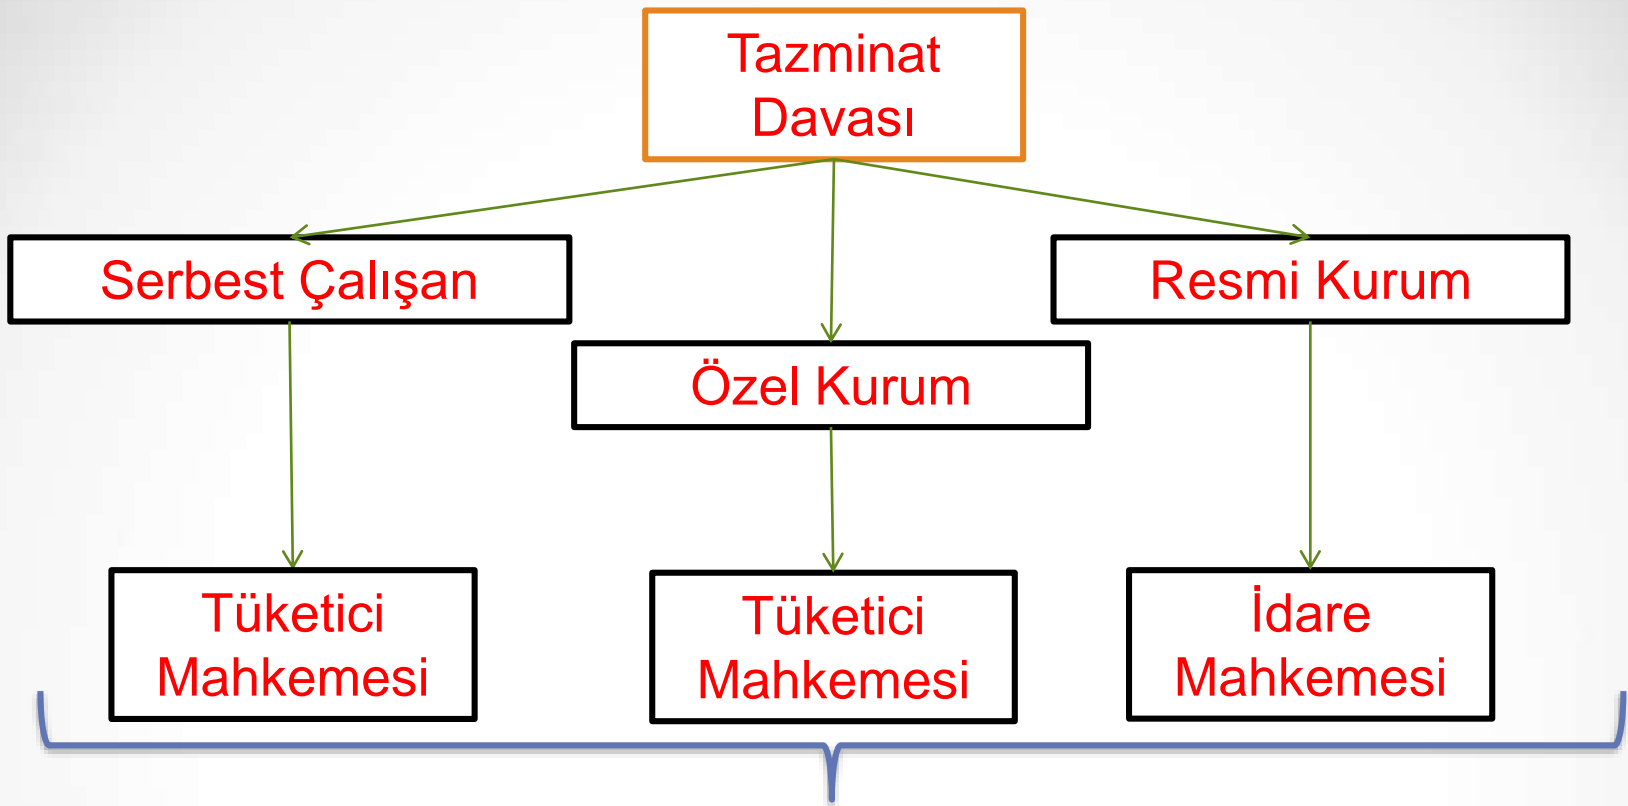 Tazminat
Davası
Serbest Çalışan
Resmi Kurum
Özel Kurum
Tüketici
Mahkemesi
Tüketici
Mahkemesi
İdare
Mahkemesi